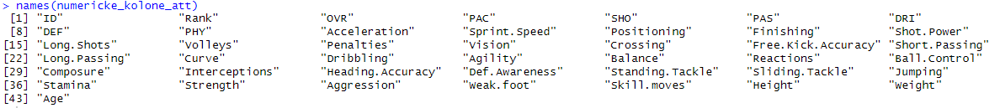 > names(numericke_kolone_att)
[1] "ID" "Rank" "OVR" "PAC" "SHO" "PAS" "DRI"
[8] "DEF" "PHY" "Acceleration" "Sprint.Speed" "Positioning" "Finishing" "Shot.Power"
[15] "Long.Shots" "Volleys" "Penalties" "Vision" "Crossing" "Free.Kick.Accuracy" "Short.Passing"
[22] "Long.Passing" "Curve" "Dribbling" "Agility" "Balance" "Reactions" "Ball.Control"
[29] "Composure" "Interceptions" "Heading.Accuracy" "Def.Awareness" "Standing.Tackle" "Sliding.Tackle" "Jumping"
[36] "Stamina" "Strength" "Aggression" "Weak.foot" "Skill.moves" "Height" "Weight"
[43] "Age"